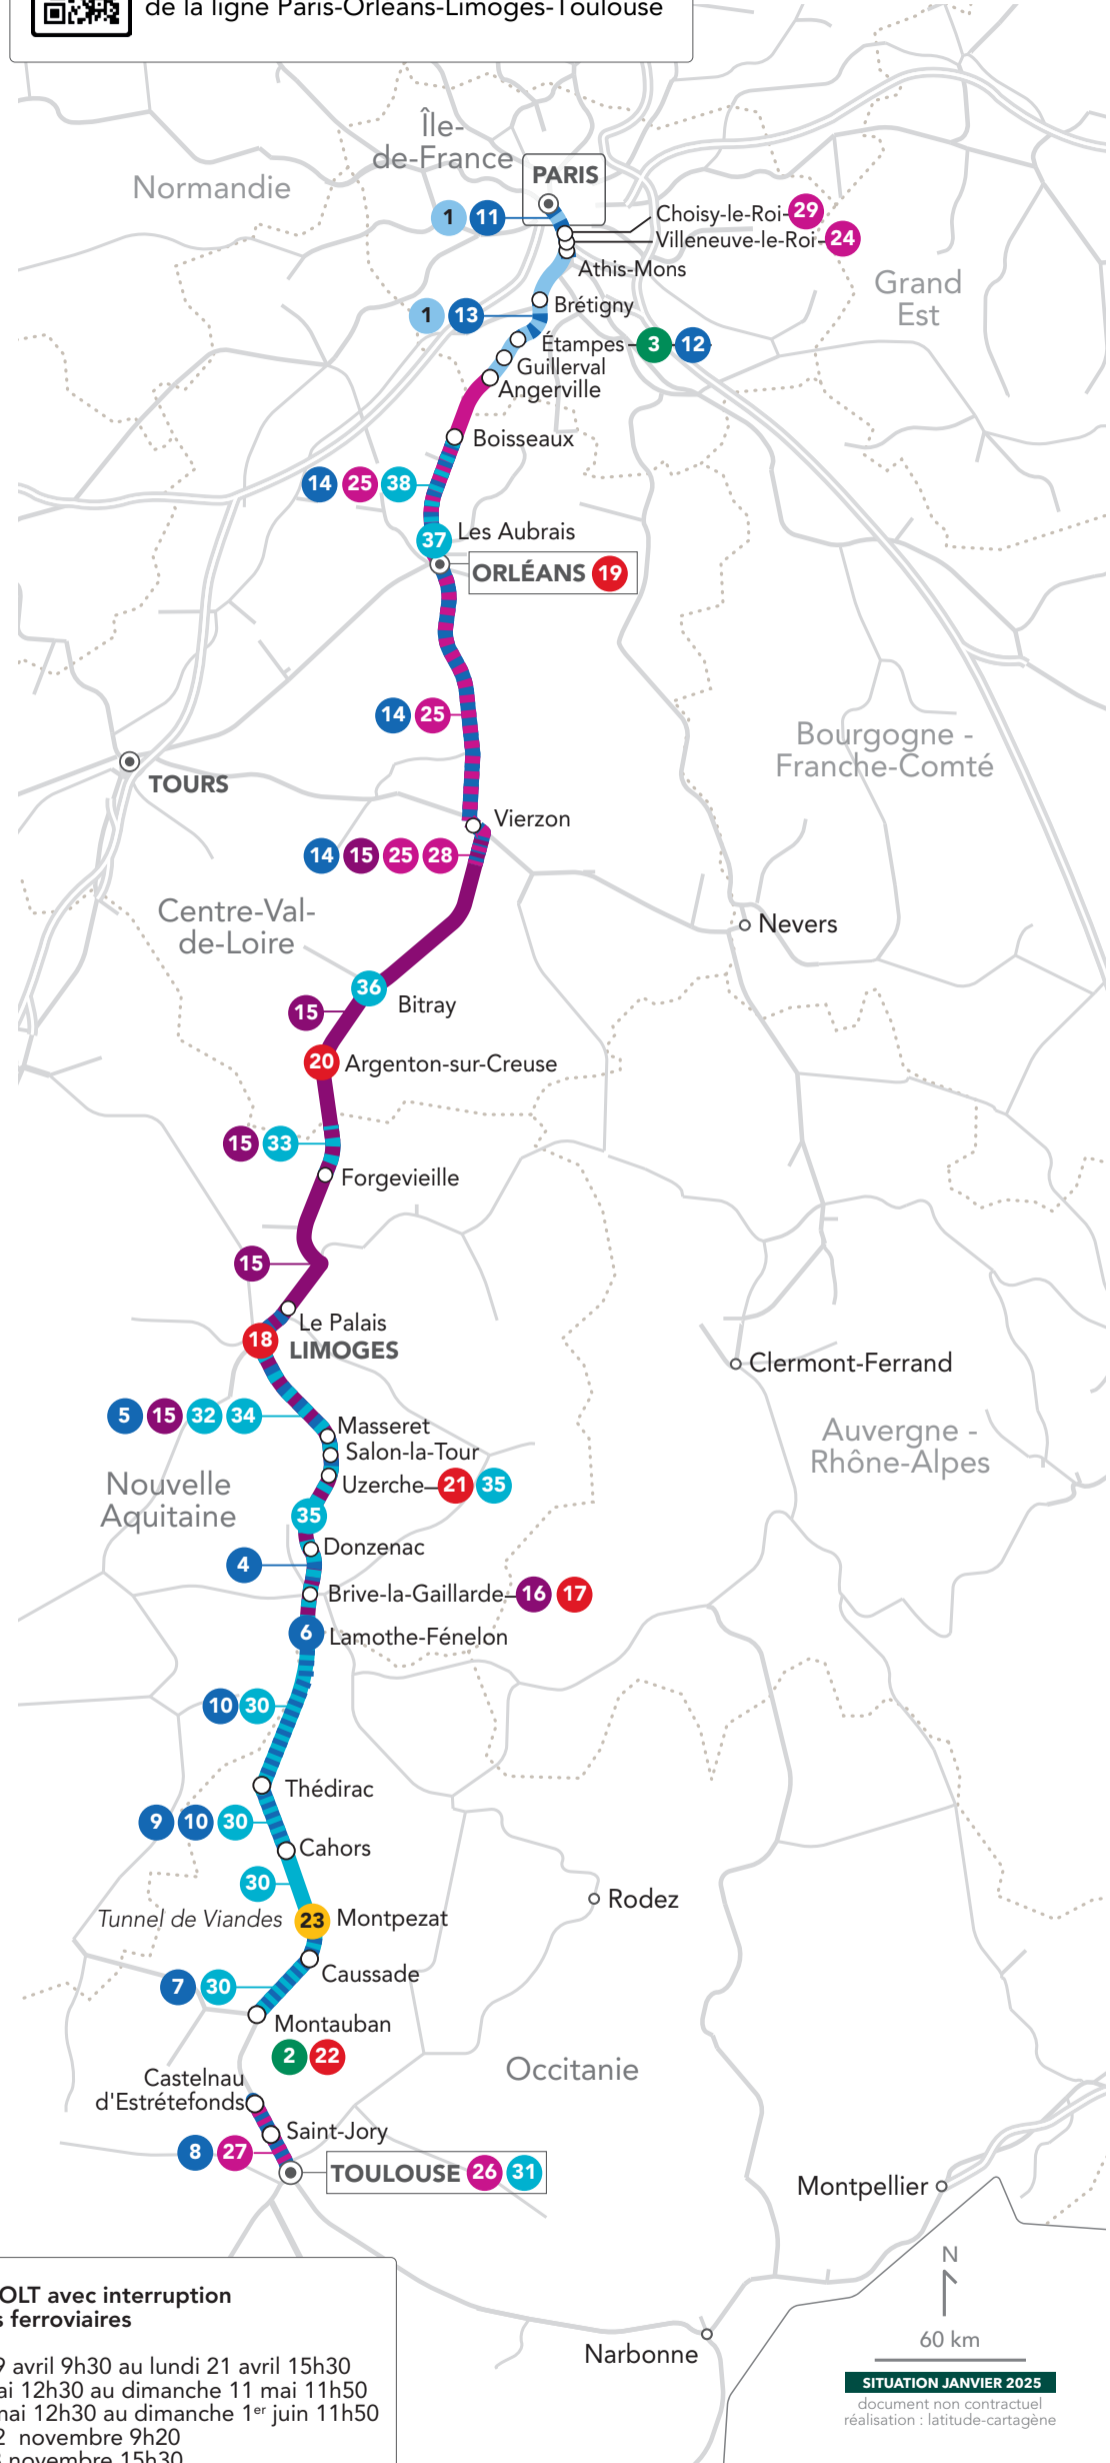 de la ligne Paris-Orléans-Limoges-Toulouse
Île-
de-France
Normandie
PARIS
1 11
Choisy-le-Roi 29
Villeneuve-le-Roi 24
Athis-Mons
Grand
Est
Brétigny
1 13
Étampes 3 12
Guillerval
Angerville
Boisseaux
14 25 38
37 Les Aubrais
ORLÉANS 19
14 25
Bourgogne -
Franche-Comté
TOURS
Vierzon
14 15 25 28
Centre-Val-
de-Loire
Nevers
36
Bitray
15
20 Argenton-sur-Creuse
15 33
Forgevieille
15
Le Palais
18 LIMOGES
Clermont-Ferrand
5 15 32 34
Masseret
Salon-la-Tour
Auvergne -
Rhône-Alpes
Nouvelle
Aquitaine
Uzerche 21 35
35
Donzenac
4
Brive-la-Gaillarde 16 17
6 Lamothe-Fénelon
10 30
Thédirac
9 10 30
Cahors
30
Rodez
Tunnel de Viandes 23 Montpezat
Caussade
7 30
Montauban
2 22
Occitanie
Castelnau
d'Estrétefonds
Saint-Jory
8 27
TOULOUSE 26 31
Montpellier
N
60 km
Narbonne
SITUATION JANVIER 2025
document non contractuel
réalisation : latitude-cartagène
OLT avec interruption
s ferroviaires
9 avril 9h30 au lundi 21 avril 15h30
ai 12h30 au dimanche 11 mai 11h50
mai 12h30 au dimanche 1er juin 11h50
2 novembre 9h20
novembre 15h30